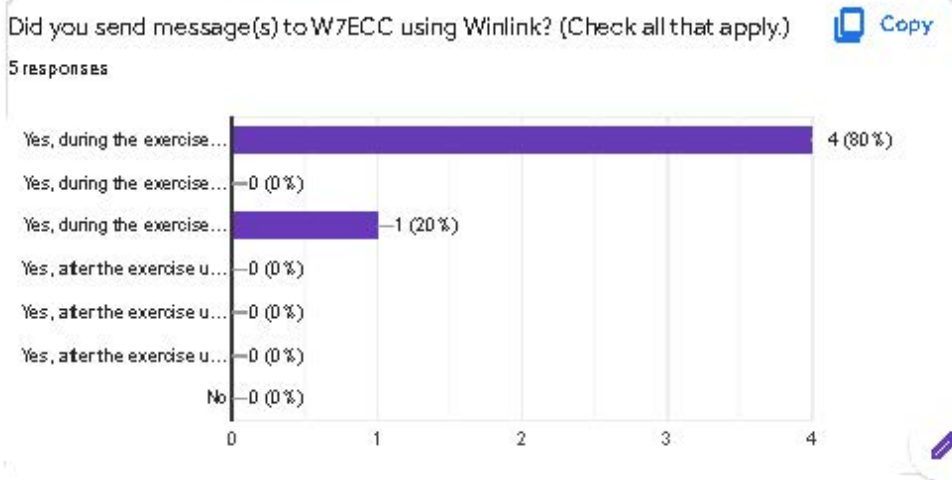 Did you send message(s) to W7ECC using Winlink? (Check all that apply.)
Copy
5 responses
Yes, during the exercise... 4 (80%)
Yes, during the exercise... 0 (0%)
Yes, during the exercise... 1 (20%)
Yes, after the exercise u... 0 (0%)
Yes, after the exercise u... 0 (0%)
Yes, after the exercise u... 0 (0%)
No 0 (0%)
0 1 2 3 4